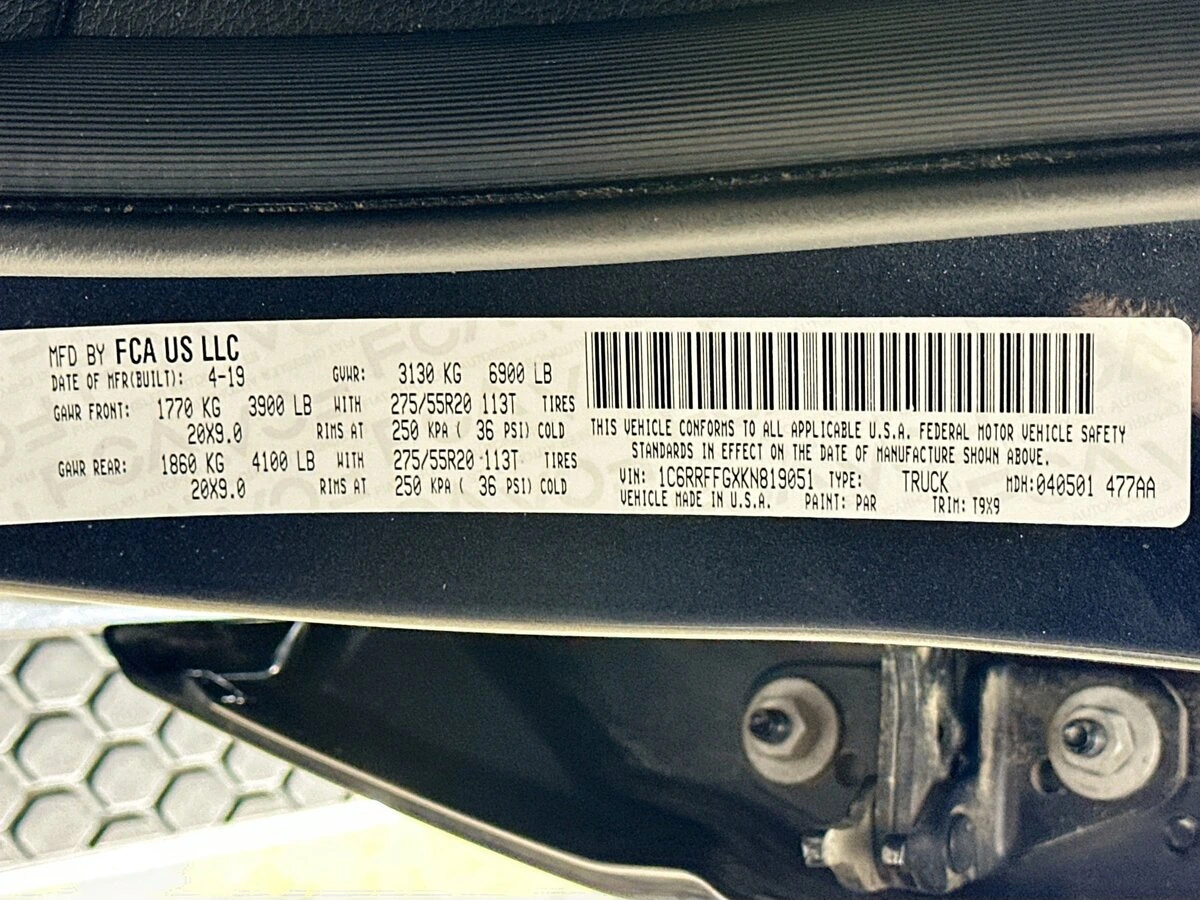 MFD BY FCA US LLC
DATE OF MFR(BUILT): 4-19 GVWR: 3130 KG 6900 LB
GAWR FRONT: 1770 KG 3900 LB WITH 275/55R20 113T TIRES
20X9.0 RIMS AT 250 KPA ( 36 PSI) COLD
GAWR REAR: 1860 KG 4100 LB WITH 275/55R20 113T TIRES
20X9.0 RIMS AT 250 KPA ( 36 PSI) COLD
THIS VEHICLE CONFORMS TO ALL APPLICABLE U.S.A. FEDERAL MOTOR VEHICLE SAFETY
STANDARDS IN EFFECT ON THE DATE OF MANUFACTURE SHOWN ABOVE.
VIN: 1C6RRFFGXKN819051 TYPE: TRUCK MDH:040501 477AA
VEHICLE MADE IN U.S.A. PAINT: PAR TRIM: T9X9